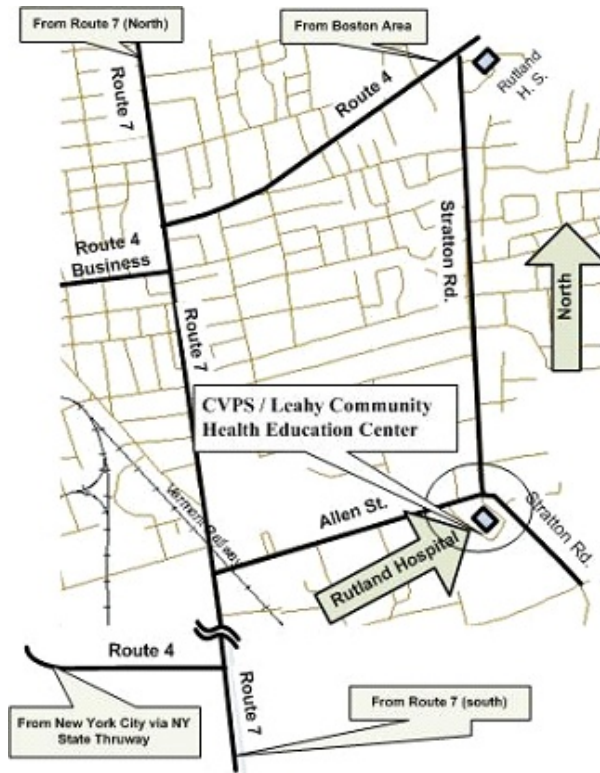 From Route 7 (North)
From Boston Area
Route 7
Route 4
Rutland
H. S.
Route 4
Business
Stratton Rd.
North
Route 7
CVPS / Leahy Community
Health Education Center
Vermont Railway
Allen St.
Stratton Rd.
Rutland Hospital
Route 4
Route 7
From New York City via NY
State Thruway
From Route 7 (south)